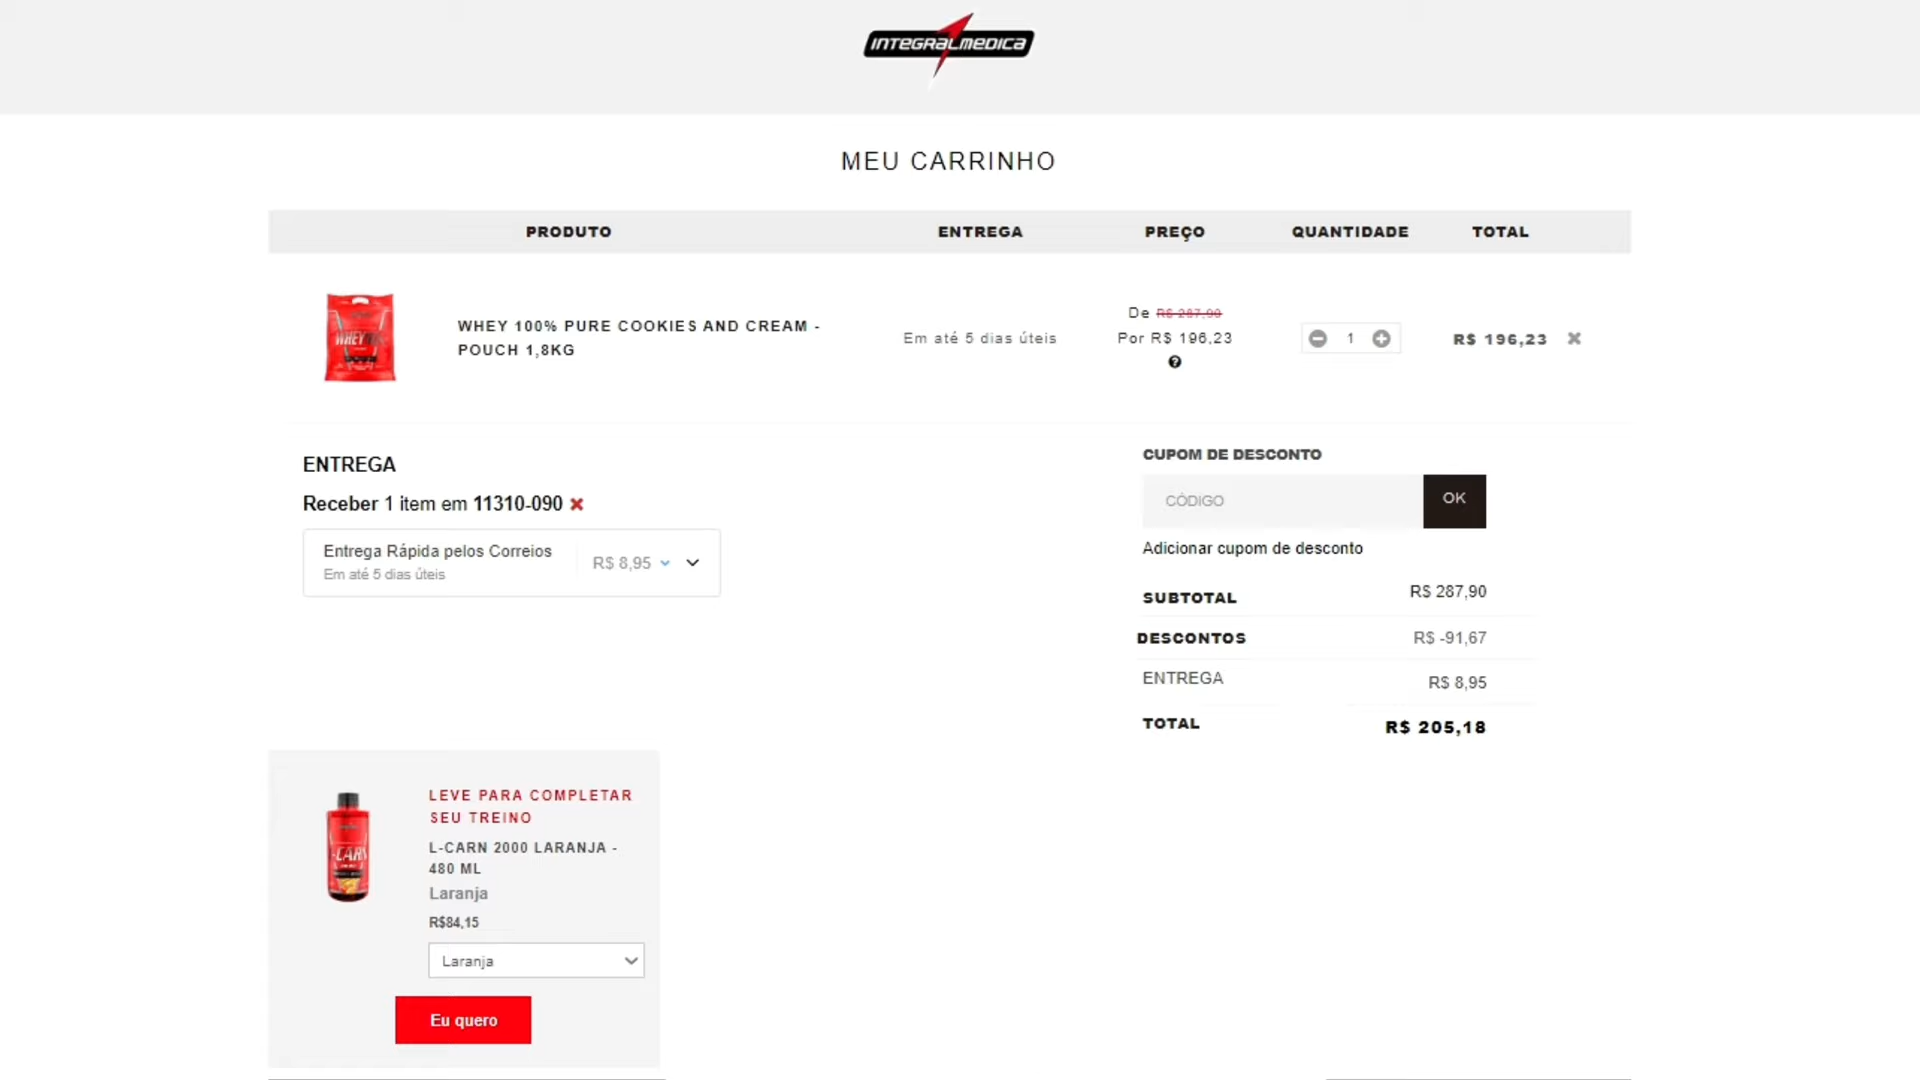 INTEGRALMEDICA
MEU CARRINHO
PRODUTO ENTREGA PREÇO QUANTIDADE TOTAL
WHEY 100% PURE COOKIES AND CREAM -
POUCH 1,8KG
Em até 5 dias úteis
De R$ 287,90
Por R$ 196,23
?
1
R$ 196,23
ENTREGA
Receber 1 item em 11310-090
Entrega Rápida pelos Correios
Em até 5 dias úteis
R$ 8,95
CUPOM DE DESCONTO
CÓDIGO OK
Adicionar cupom de desconto
SUBTOTAL R$ 287,90
DESCONTOS R$ -91,67
ENTREGA R$ 8,95
TOTAL R$ 205,18
LEVE PARA COMPLETAR
SEU TREINO
L-CARN 2000 LARANJA -
480 ML
Laranja
R$84,15
Laranja
Eu quero
WHEY
L-CARN